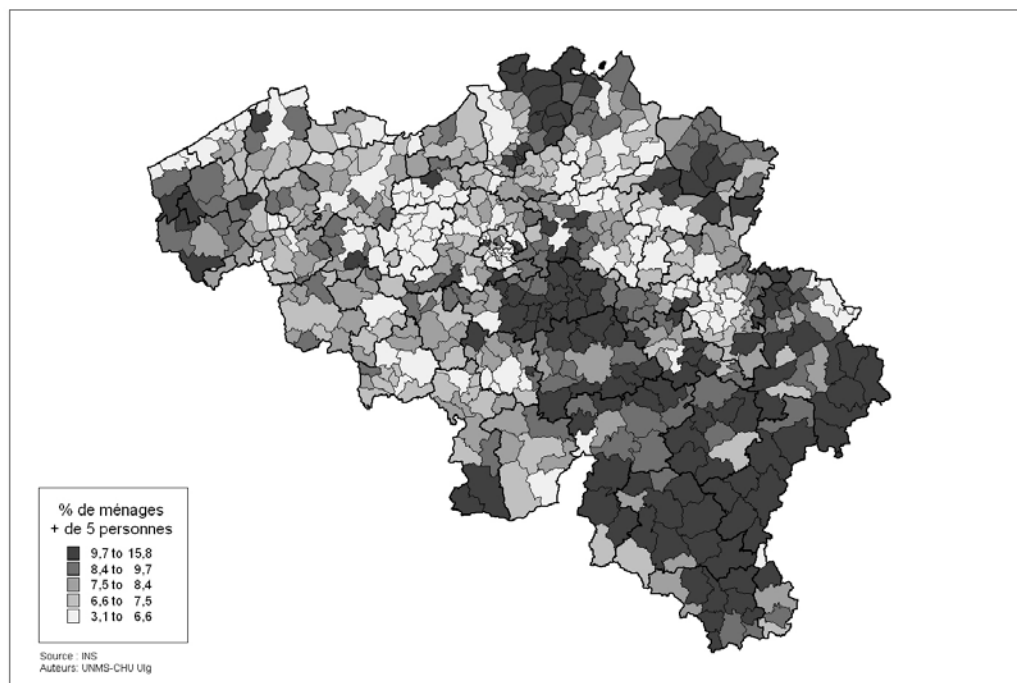 % de ménages
+ de 5 personnes
9,7 to 15,8
8,4 to 9,7
7,5 to 8,4
6,6 to 7,5
3,1 to 6,6
Source : INS
Auteurs: UNMS-CHU Ulg